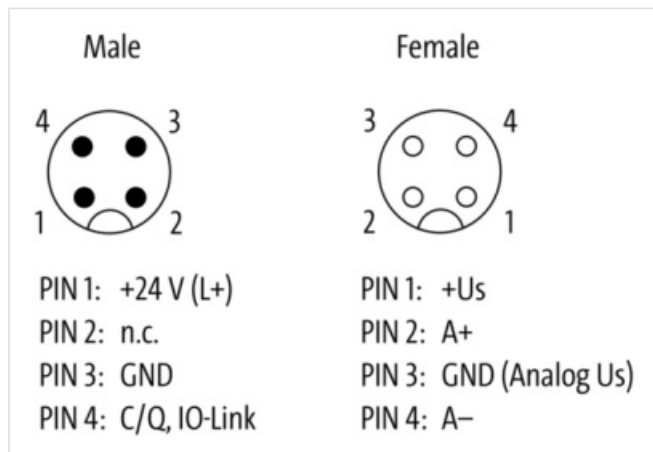 Male
Female
4
3
1
2
3
4
2
1
PIN 1: +24 V (L+)
PIN 2: n.c.
PIN 3: GND
PIN 4: C/Q, IO-Link
PIN 1: +Us
PIN 2: A+
PIN 3: GND (Analog Us)
PIN 4: A–